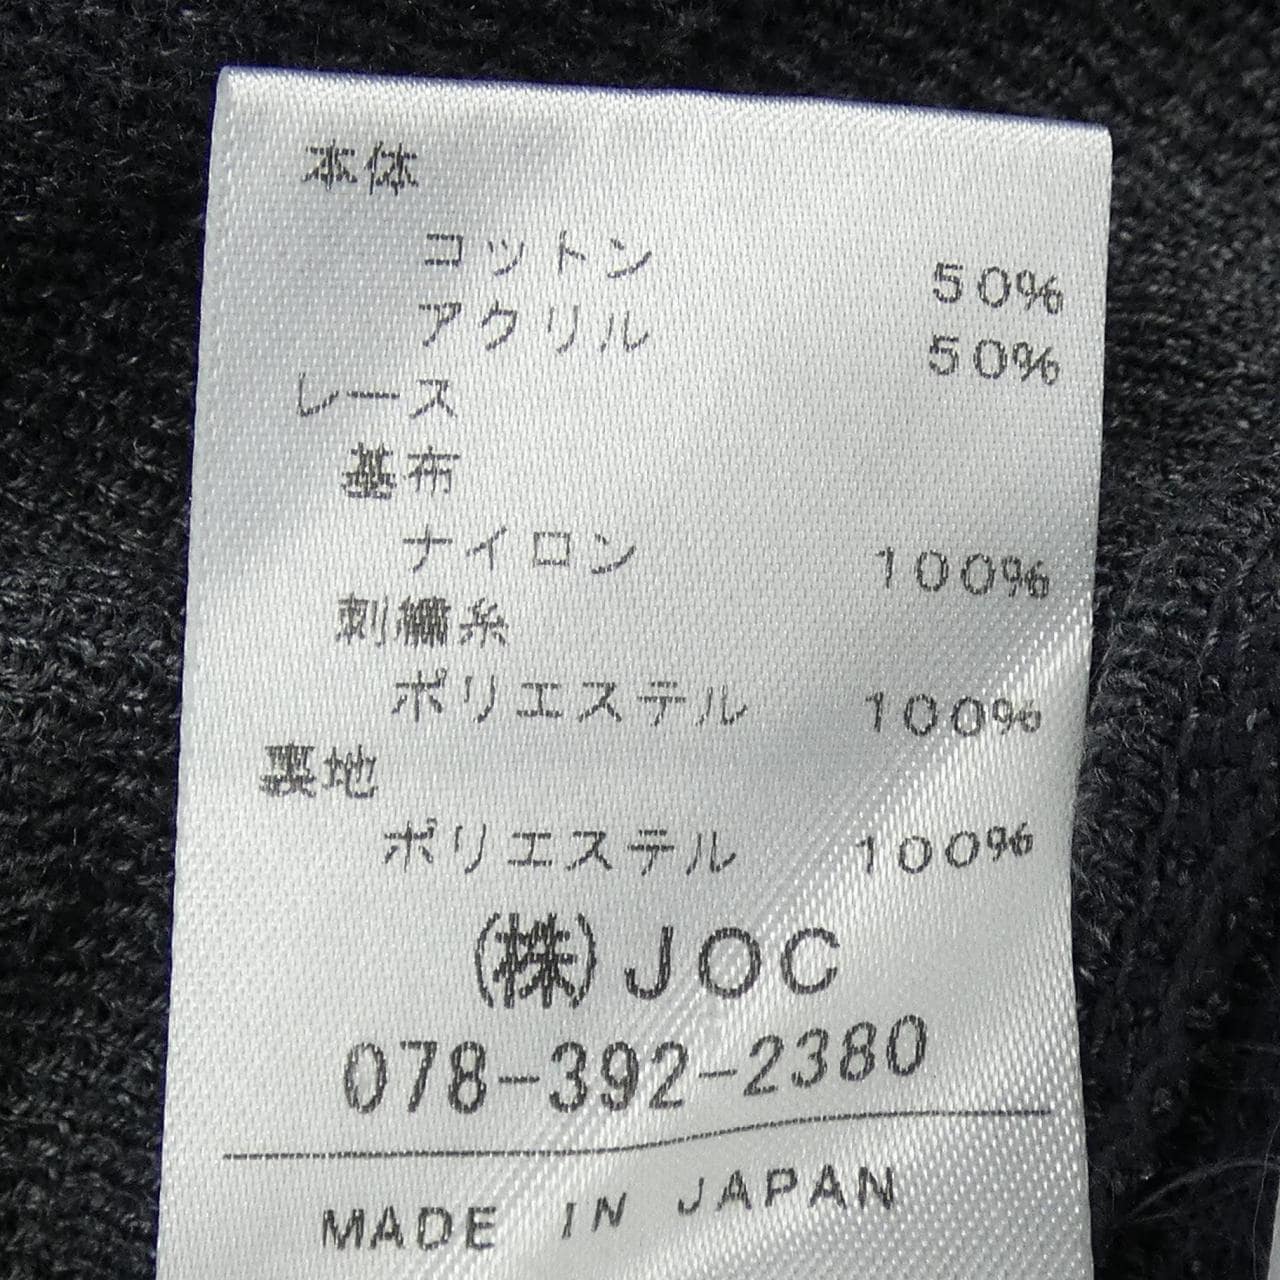 本体
コットン 50%
アクリル 50%
レース
基布
ナイロン 100%
刺繍糸
ポリエステル 100%
裏地
ポリエステル 100%
(株)JOC
078-392-2380
MADE IN JAPAN